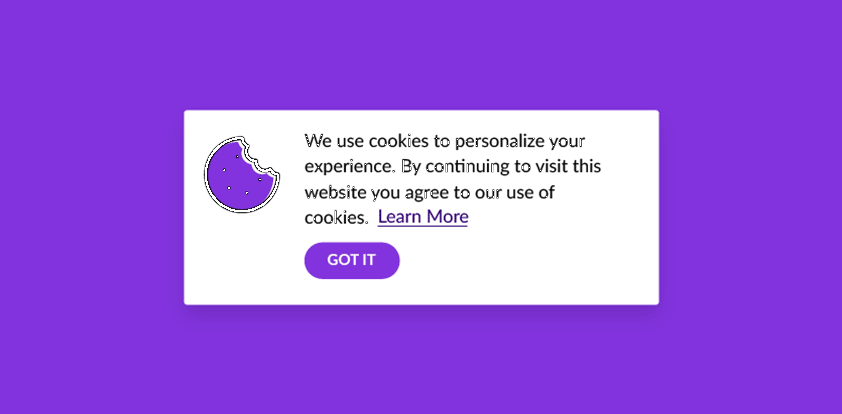 We use cookies to personalize your
experience. By continuing to visit this
website you agree to our use of
cookies. Learn More
GOT IT